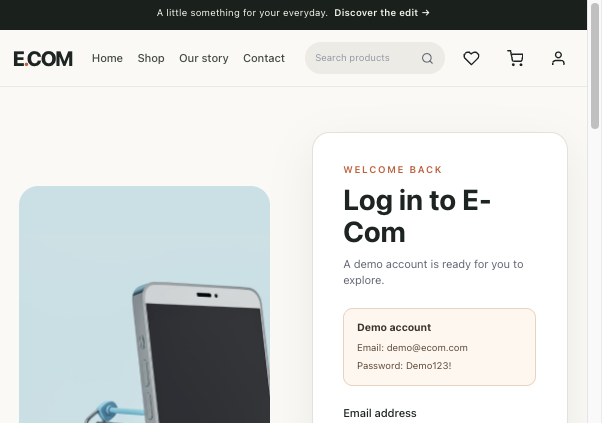 A little something for your everyday. Discover the edit →
E.COM
Home
Shop
Our story
Contact
Search products
WELCOME BACK
Log in to E-
Com
A demo account is ready for you to
explore.
Demo account
Email: demo@ecom.com
Password: Demo123!
Email address